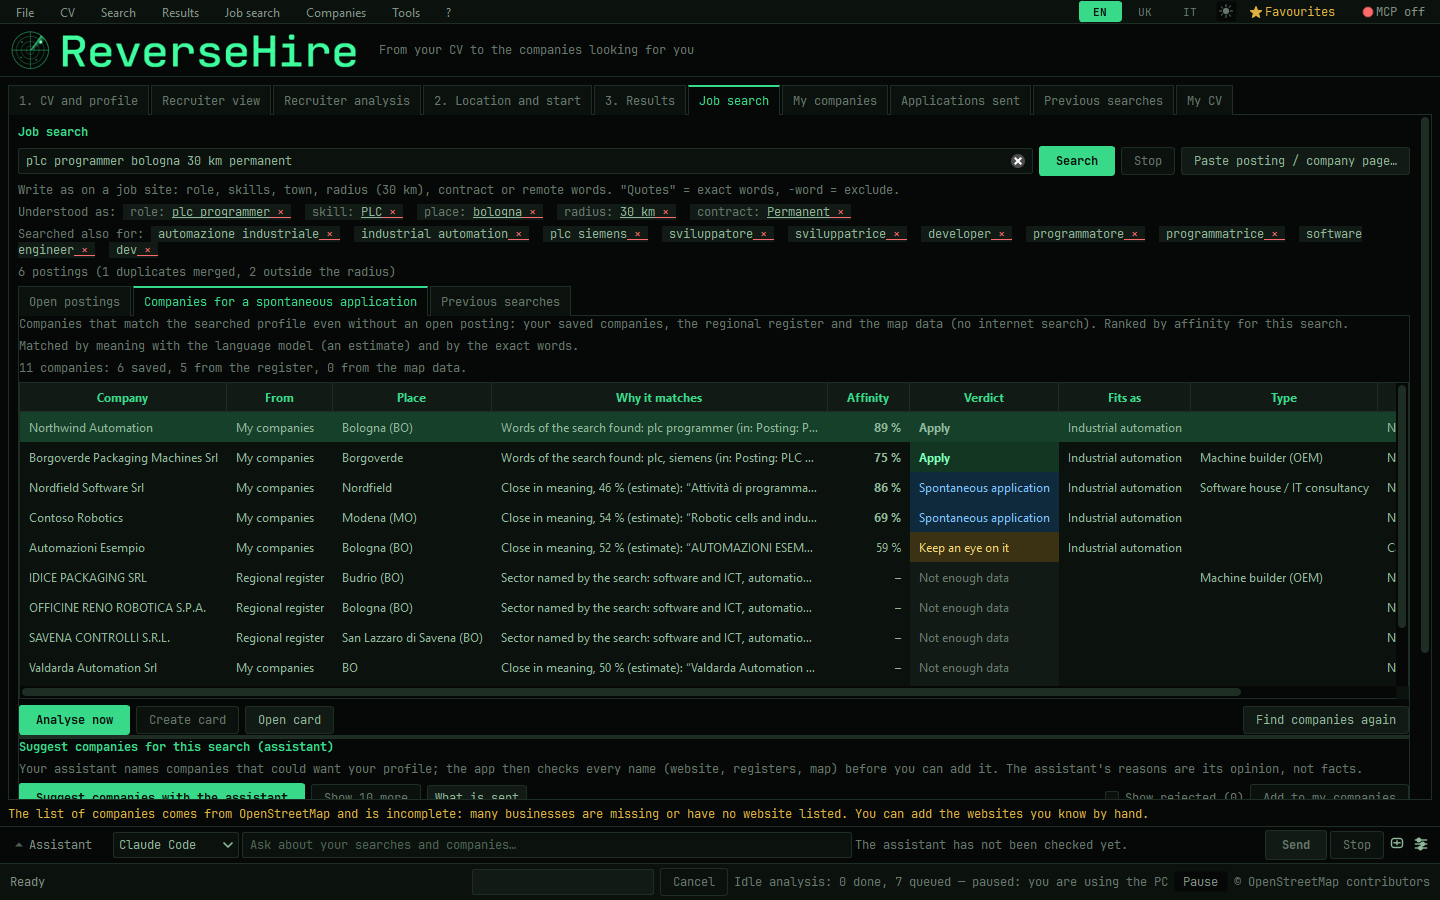 File CV Search Results Job search Companies Tools ? EN UK IT Favourites MCP off
ReverseHire From your CV to the companies looking for you
1. CV and profile Recruiter view Recruiter analysis 2. Location and start 3. Results Job search My companies Applications sent Previous searches My CV
Job search
plc programmer bologna 30 km permanent Search Stop Paste posting / company page…
Write as on a job site: role, skills, town, radius (30 km), contract or remote words. "Quotes" = exact words, -word = exclude.
Understood as: role: plc programmer × skill: PLC × place: bologna × radius: 30 km × contract: Permanent ×
Searched also for: automazione industriale × industrial automation × plc siemens × sviluppatore × sviluppatrice × developer × programmatore × programmatrice × software
engineer × dev ×
6 postings (1 duplicates merged, 2 outside the radius)
Open postings Companies for a spontaneous application Previous searches
Companies that match the searched profile even without an open posting: your saved companies, the regional register and the map data (no internet search). Ranked by affinity for this search.
Matched by meaning with the language model (an estimate) and by the exact words.
11 companies: 6 saved, 5 from the register, 0 from the map data.
Company From Place Why it matches Affinity Verdict Fits as Type
Northwind Automation My companies Bologna (BO) Words of the search found: plc programmer (in: Posting: P... 89 % Apply Industrial automation N
Borgoverde Packaging Machines Srl My companies Borgoverde Words of the search found: plc, siemens (in: Posting: PLC ... 75 % Apply Industrial automation Machine builder (OEM) N
Nordfield Software Srl My companies Nordfield Close in meaning, 46 % (estimate): “Attività di programma... 86 % Spontaneous application Industrial automation Software house / IT consultancy N
Contoso Robotics My companies Modena (MO) Close in meaning, 54 % (estimate): “Robotic cells and indu... 69 % Spontaneous application Industrial automation N
Automazioni Esempio My companies Bologna (BO) Close in meaning, 52 % (estimate): “AUTOMAZIONI ESEM... 59 % Keep an eye on it Industrial automation C
IDICE PACKAGING SRL Regional register Budrio (BO) Sector named by the search: software and ICT, automatio... – Not enough data Machine builder (OEM) N
OFFICINE RENO ROBOTICA S.P.A. Regional register Bologna (BO) Sector named by the search: software and ICT, automatio... – Not enough data N
SAVENA CONTROLLI S.R.L. Regional register San Lazzaro di Savena (BO) Sector named by the search: software and ICT, automatio... – Not enough data N
Valdarda Automation Srl My companies BO Close in meaning, 50 % (estimate): “Valdarda Automation ... – Not enough data N
Analyse now Create card Open card Find companies again
Suggest companies for this search (assistant)
Your assistant names companies that could want your profile; the app then checks every name (website, registers, map) before you can add it. The assistant's reasons are its opinion, not facts.
Suggest companies with the assistant Show 10 more What is sent Show rejected (0) Add to my companies
The list of companies comes from OpenStreetMap and is incomplete: many businesses are missing or have no website listed. You can add the websites you know by hand.
Assistant Claude Code Ask about your searches and companies… The assistant has not been checked yet. Send Stop
Ready Cancel Idle analysis: 0 done, 7 queued — paused: you are using the PC Pause © OpenStreetMap contributors